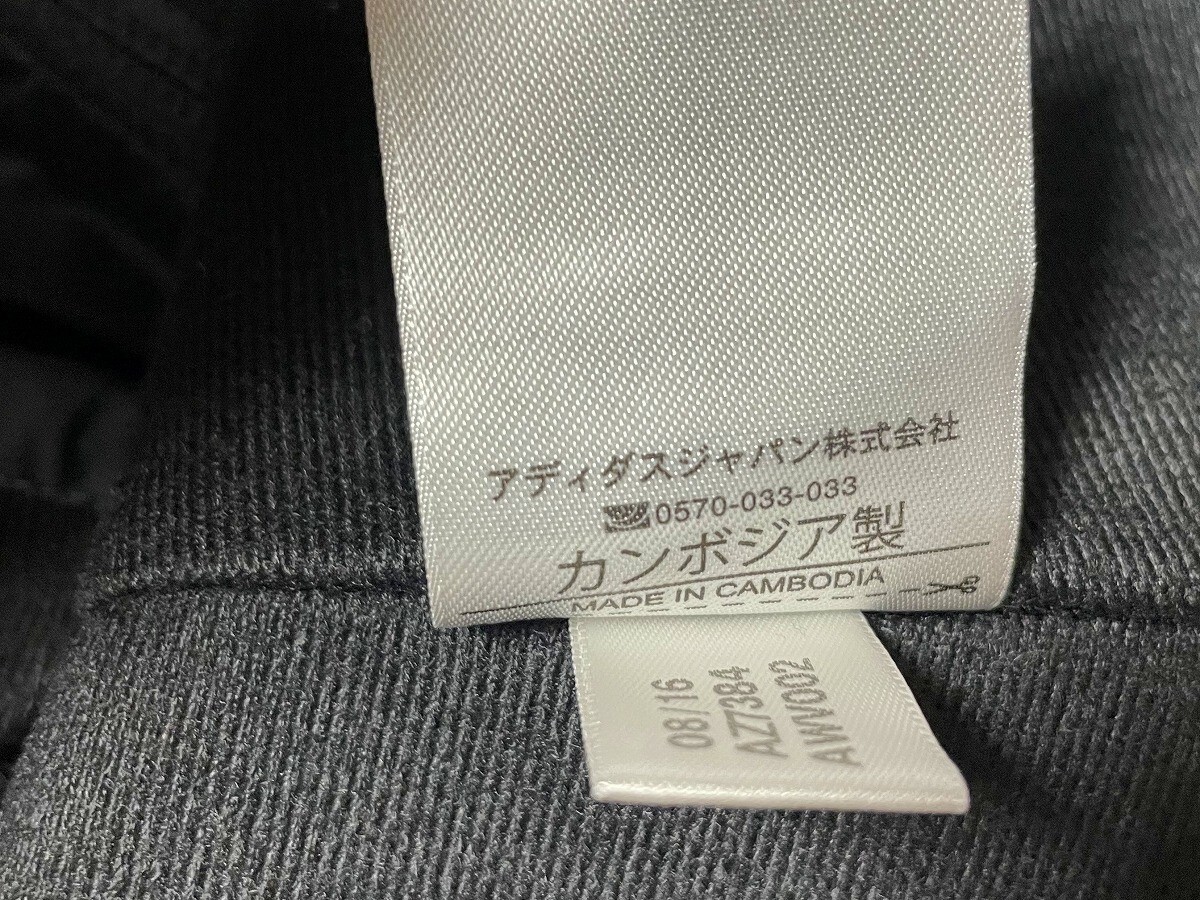 アディダスジャパン株式会社
0570-033-033
カンボジア製
MADE IN CAMBODIA
08/16
AZ7384
AWV002